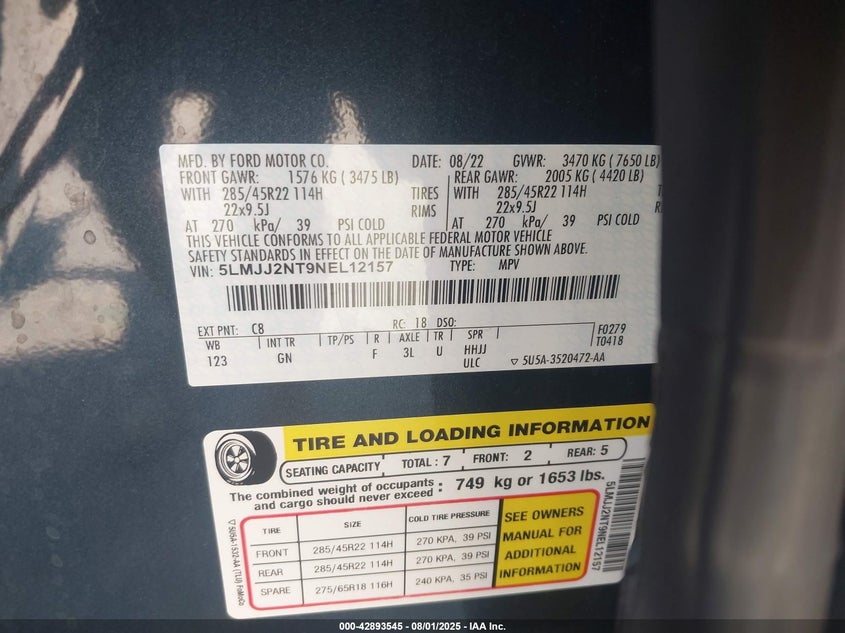 MFD. BY FORD MOTOR CO. DATE: 08/22 GVWR: 3470 KG ( 7650 LB)
FRONT GAWR: 1576 KG ( 3475 LB) REAR GAWR: 2005 KG ( 4420 LB)
WITH 285/45R22 114H TIRES WITH 285/45R22 114H
22x9.5J RIMS 22x9.5J
AT 270 kPa/ 39 PSI COLD AT 270 kPa/ 39 PSI COLD
THIS VEHICLE CONFORMS TO ALL APPLICABLE FEDERAL MOTOR VEHICLE
SAFETY STANDARDS IN EFFECT ON THE DATE OF MANUFACTURE SHOWN ABOVE.
VIN: 5LMJJ2NT9NEL12157 TYPE: MPV
EXT PNT: C8 RC: 18 DSO: F0279
WB INT TR TP/PS R AXLE TR SPR T0418
123 GN F 3L U HHJJ
ULC ▽ 5U5A-3520472-AA
TIRE AND LOADING INFORMATION
SEATING CAPACITY TOTAL : 7 FRONT: 2 REAR: 5
The combined weight of occupants and cargo should never exceed : 749 kg or 1653 lbs.
TIRE SIZE COLD TIRE PRESSURE
FRONT 285/45R22 114H 270 KPA, 39 PSI
REAR 285/45R22 114H 270 KPA, 39 PSI
SPARE 275/65R18 116H 240 KPA, 35 PSI
SEE OWNERS
MANUAL FOR
ADDITIONAL
INFORMATION
▽ 5U5A-1532-AA (TLU) FoMoCo
5LMJJ2NT9NEL12157
000-42893545 - 08/01/2025 - IAA Inc.